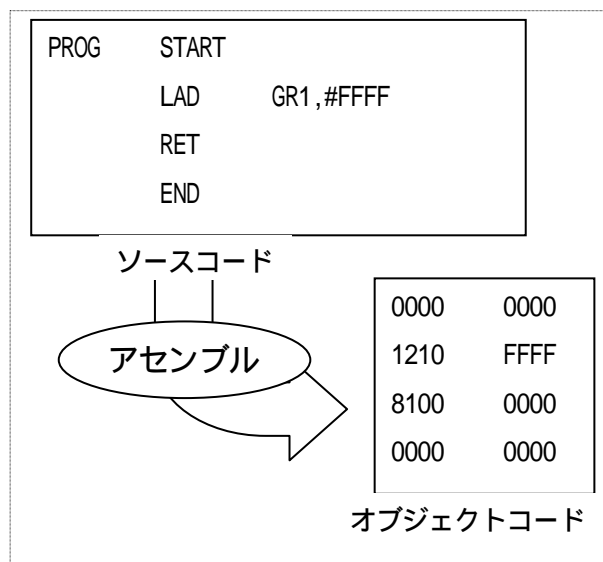 PROG START
LAD GR1,#FFFF
RET
END
ソースコード
アセンブル
0000 0000
1210 FFFF
8100 0000
0000 0000
オブジェクトコード